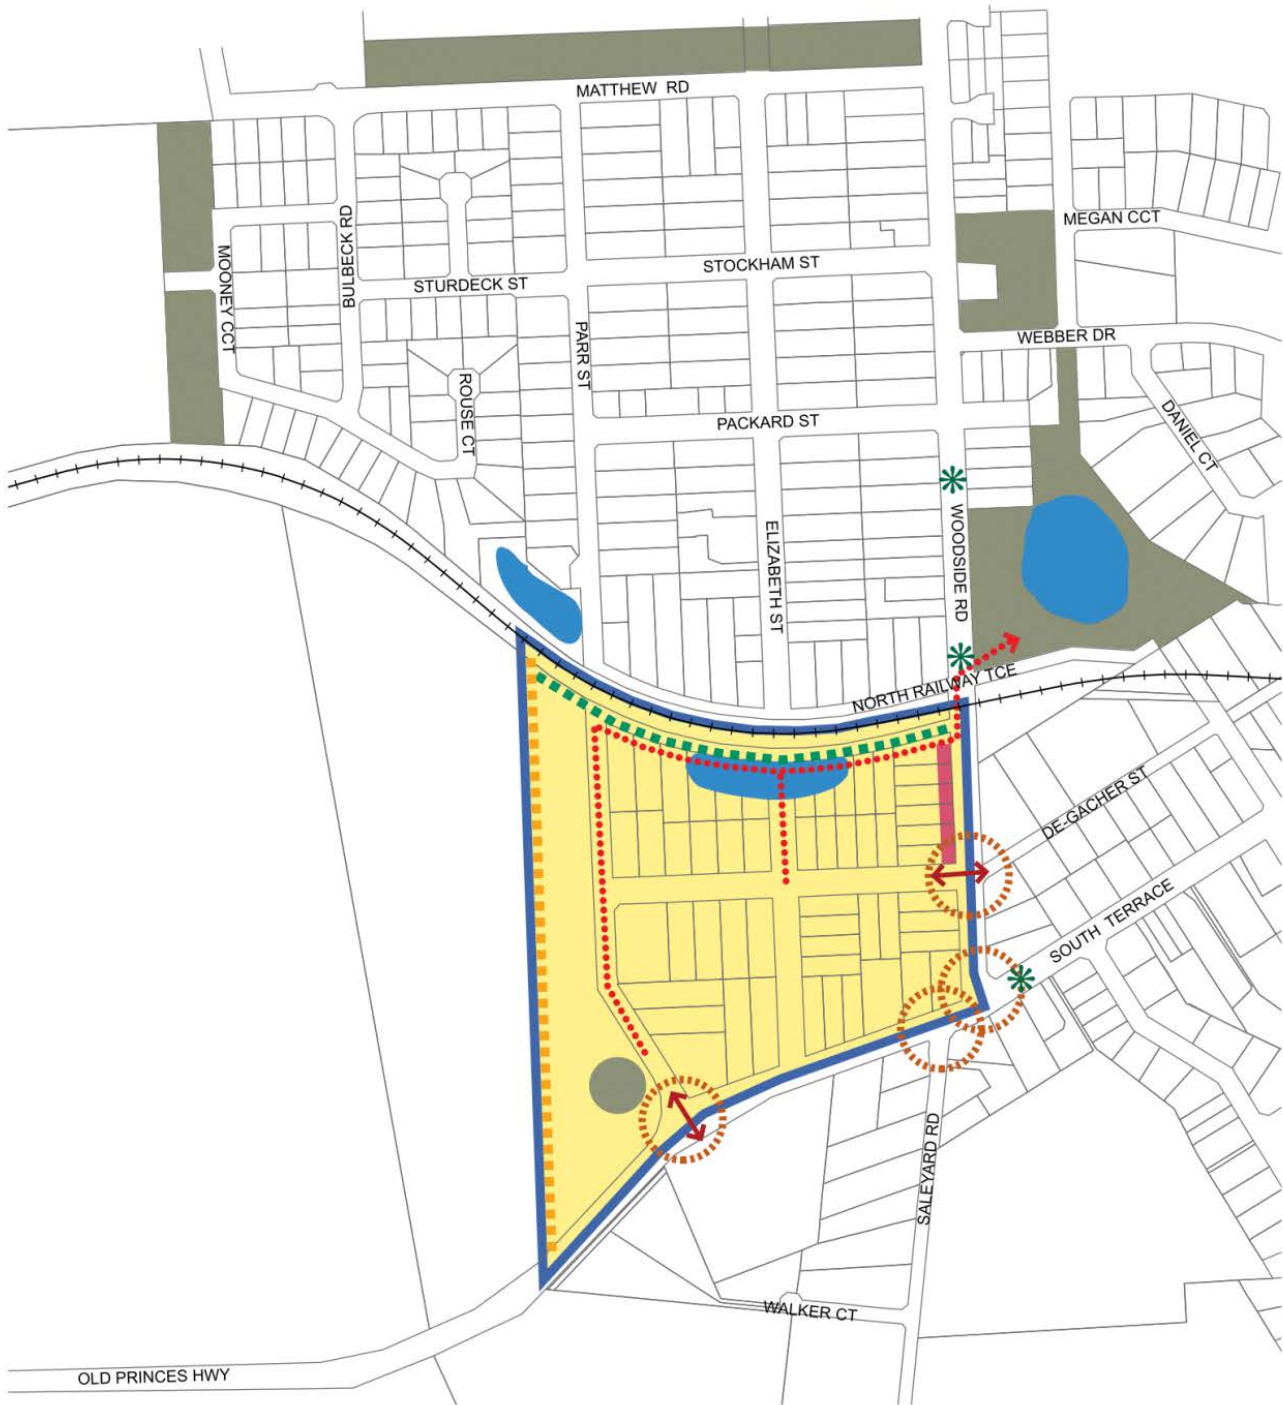 MATTHEW RD
MEGAN CCT
MOONEY CCT
BULBECK RD
STURDECK ST
STOCKHAM ST
WEBBER DR
PARR ST
ROUSE CT
PACKARD ST
DANIEL CT
ELIZABETH ST
WOODSIDE RD
NORTH RAILWAY TCE
DE-GACHER ST
SOUTH TERRACE
SALEYARD RD
WALKER CT
OLD PRINCES HWY